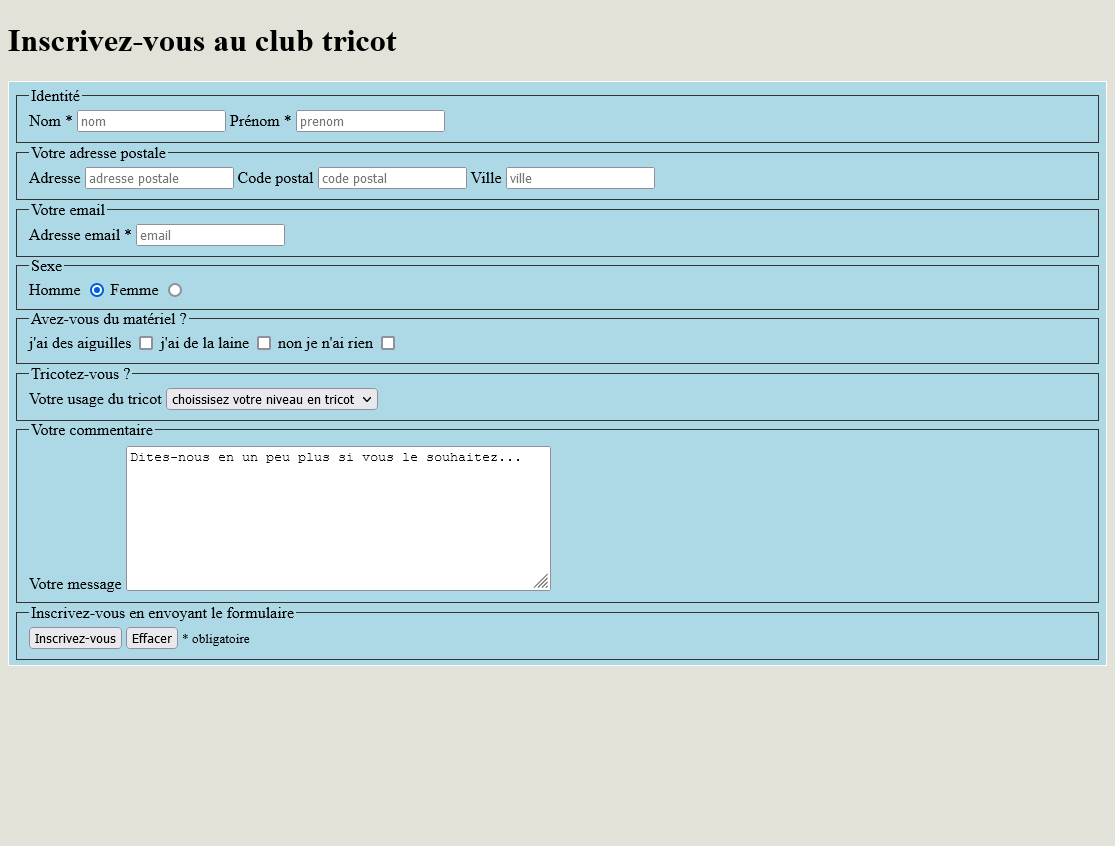 Inscrivez-vous au club tricot
Identité
Nom * nom Prénom * prenom
Votre adresse postale
Adresse adresse postale Code postal code postal Ville ville
Votre email
Adresse email * email
Sexe
Homme Femme
Avez-vous du matériel ?
j'ai des aiguilles j'ai de la laine non je n'ai rien
Tricotez-vous ?
Votre usage du tricot choissisez votre niveau en tricot
Votre commentaire
Dites-nous en un peu plus si vous le souhaitez...
Votre message
Inscrivez-vous en envoyant le formulaire
Inscrivez-vous Effacer * obligatoire